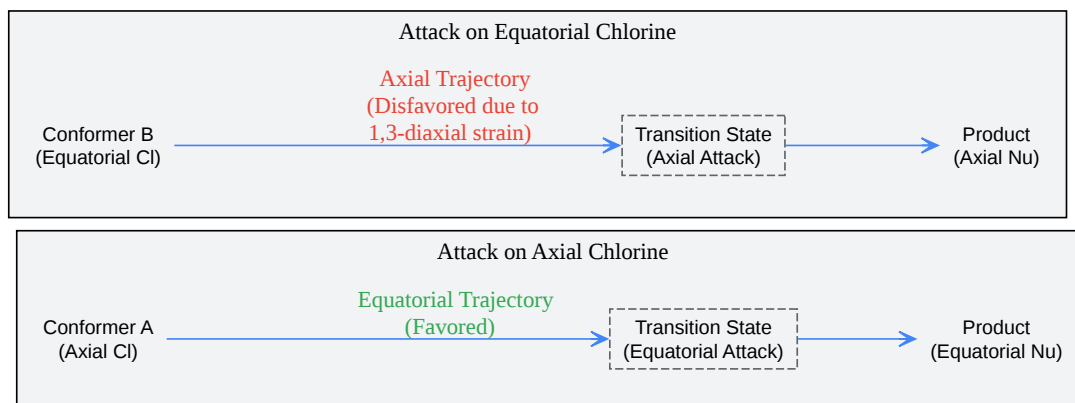 Attack on Equatorial Chlorine
Axial Trajectory
(Disfavored due to
1,3-diaxial strain)
Conformer B
(Equatorial Cl)
Transition State
(Axial Attack)
Product
(Axial Nu)
Attack on Axial Chlorine
Equatorial Trajectory
(Favored)
Conformer A
(Axial Cl)
Transition State
(Equatorial Attack)
Product
(Equatorial Nu)